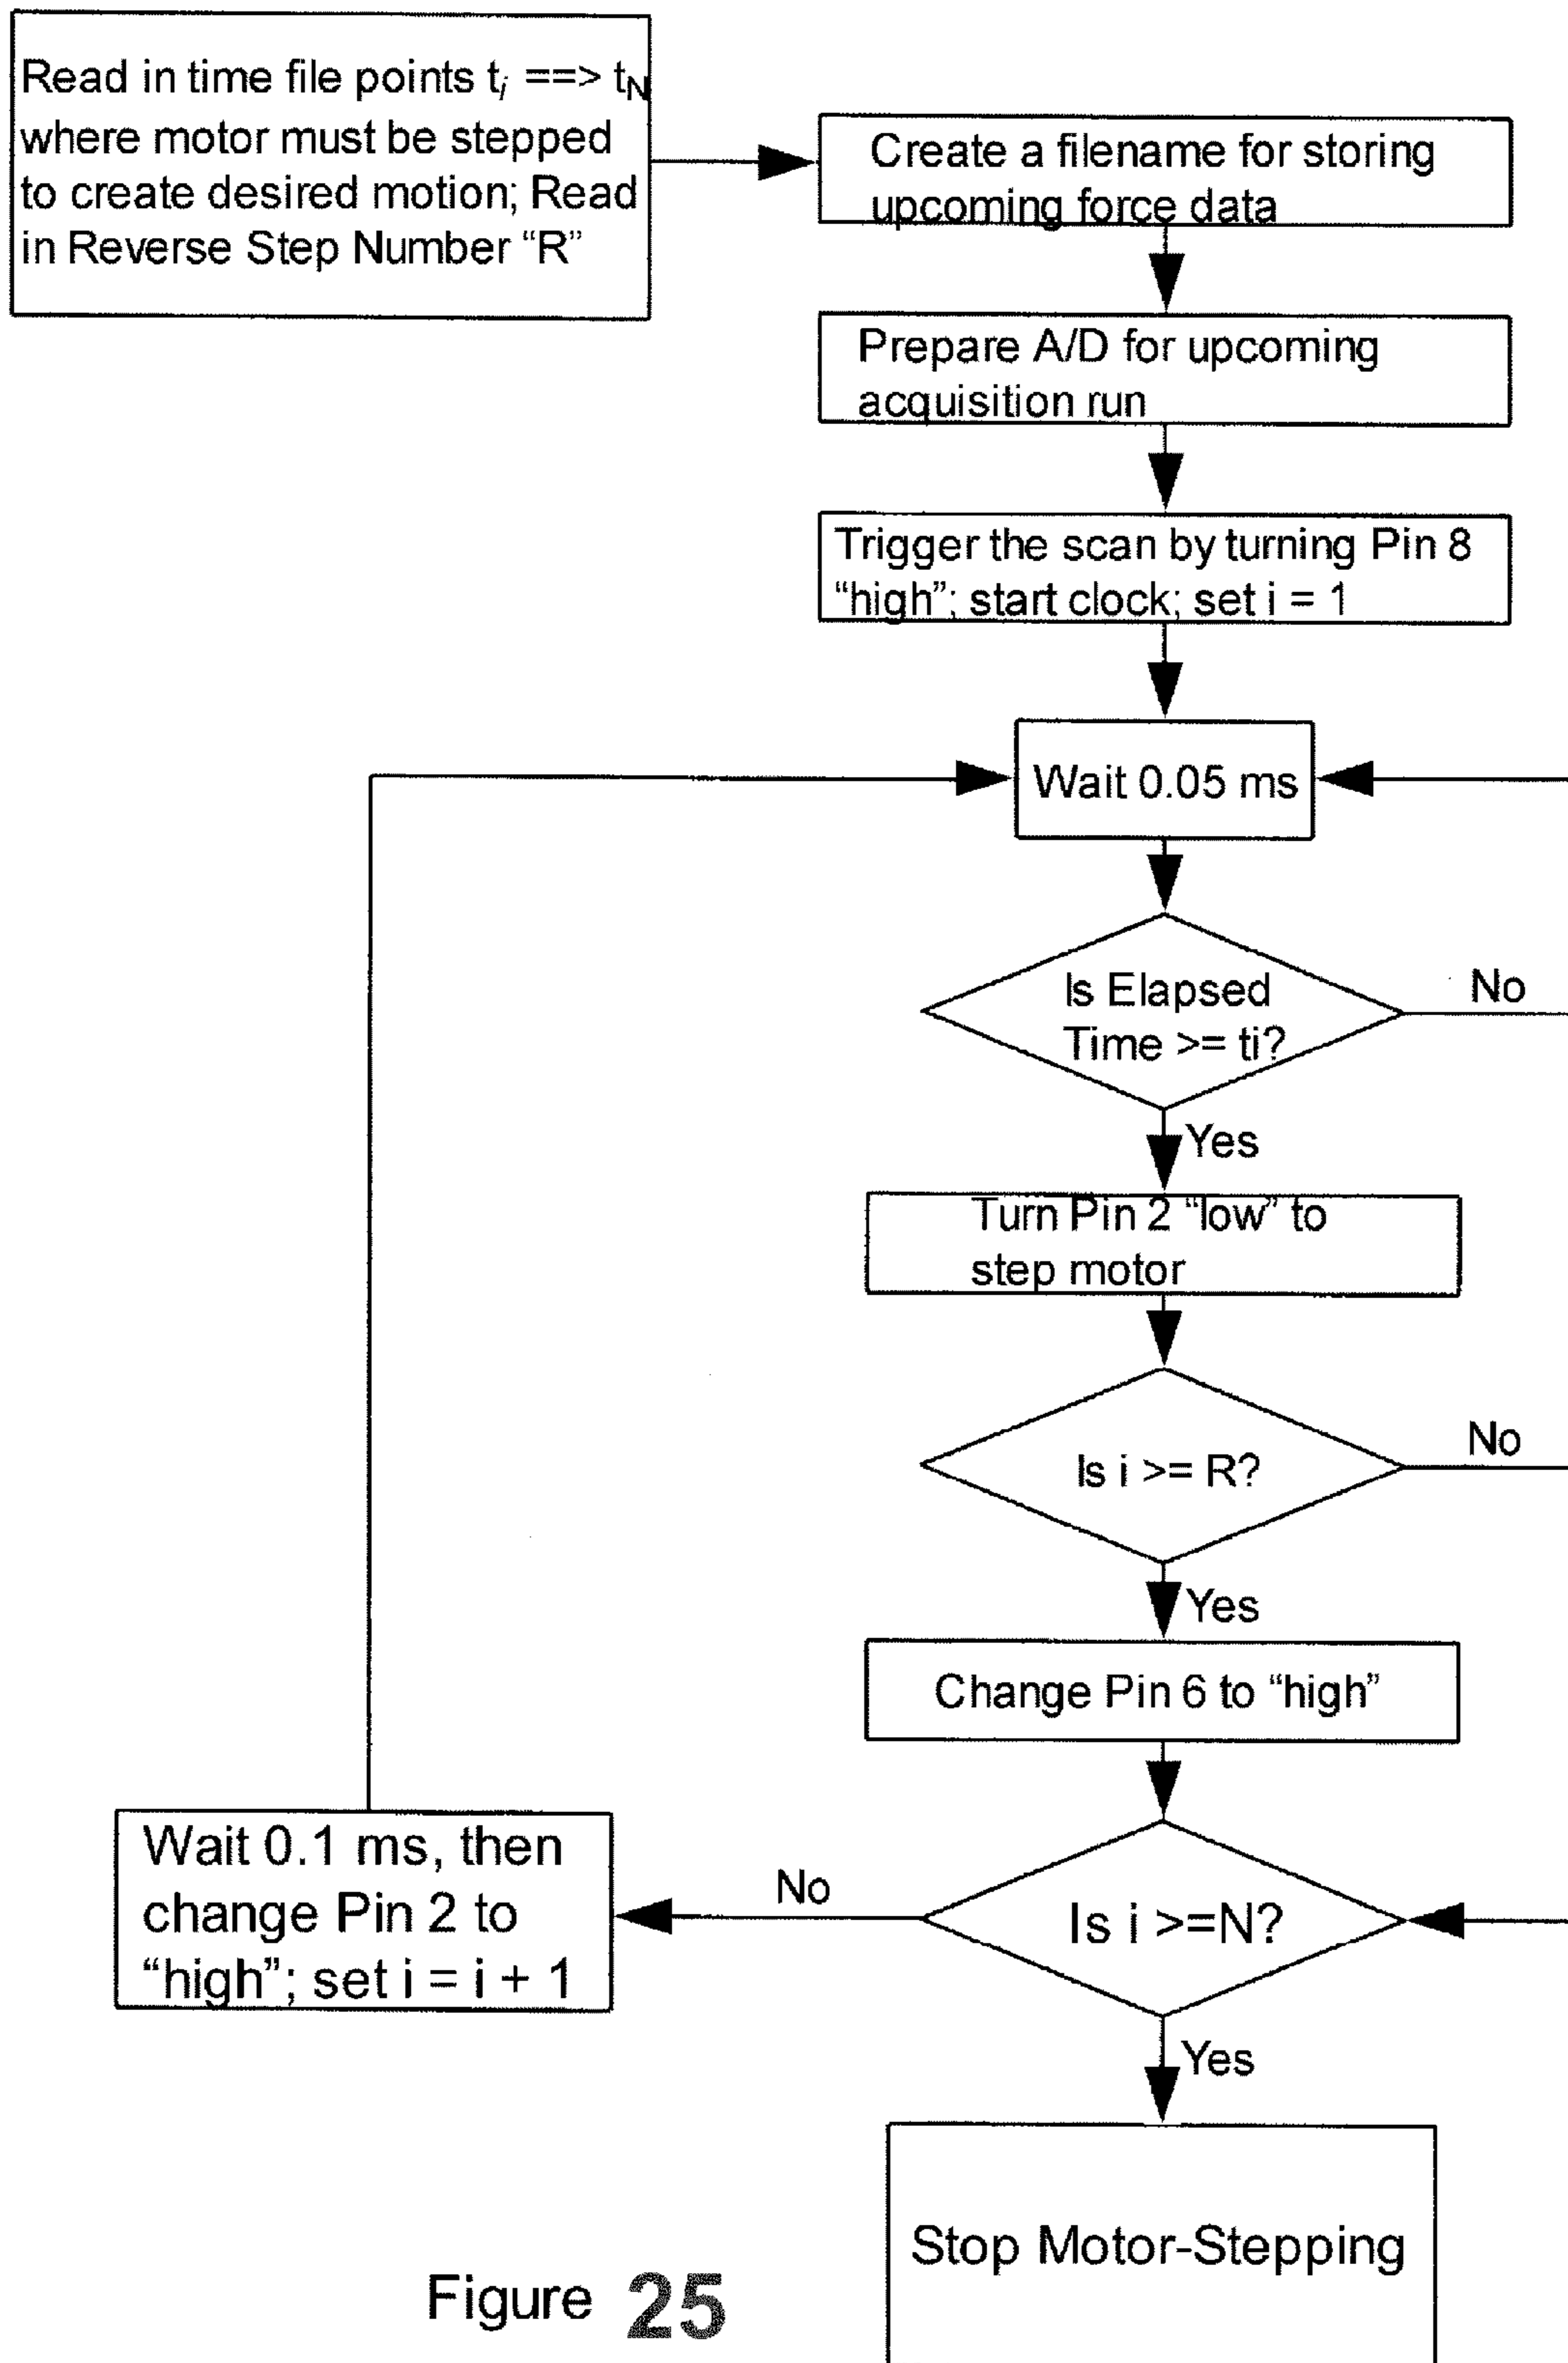 Read in time file points tᵢ ==> t_N
where motor must be stepped
to create desired motion; Read
in Reverse Step Number “R”
Create a filename for storing
upcoming force data
Prepare A/D for upcoming
acquisition run
Trigger the scan by turning Pin 8
“high”; start clock; set i = 1
Wait 0.05 ms
Is Elapsed
Time >= ti?
No
Yes
Turn Pin 2 “low” to
step motor
Is i >= R?
No
Yes
Change Pin 6 to “high”
Is i >=N?
No
Wait 0.1 ms, then
change Pin 2 to
“high”; set i = i + 1
Yes
Stop Motor-Stepping
Figure 25